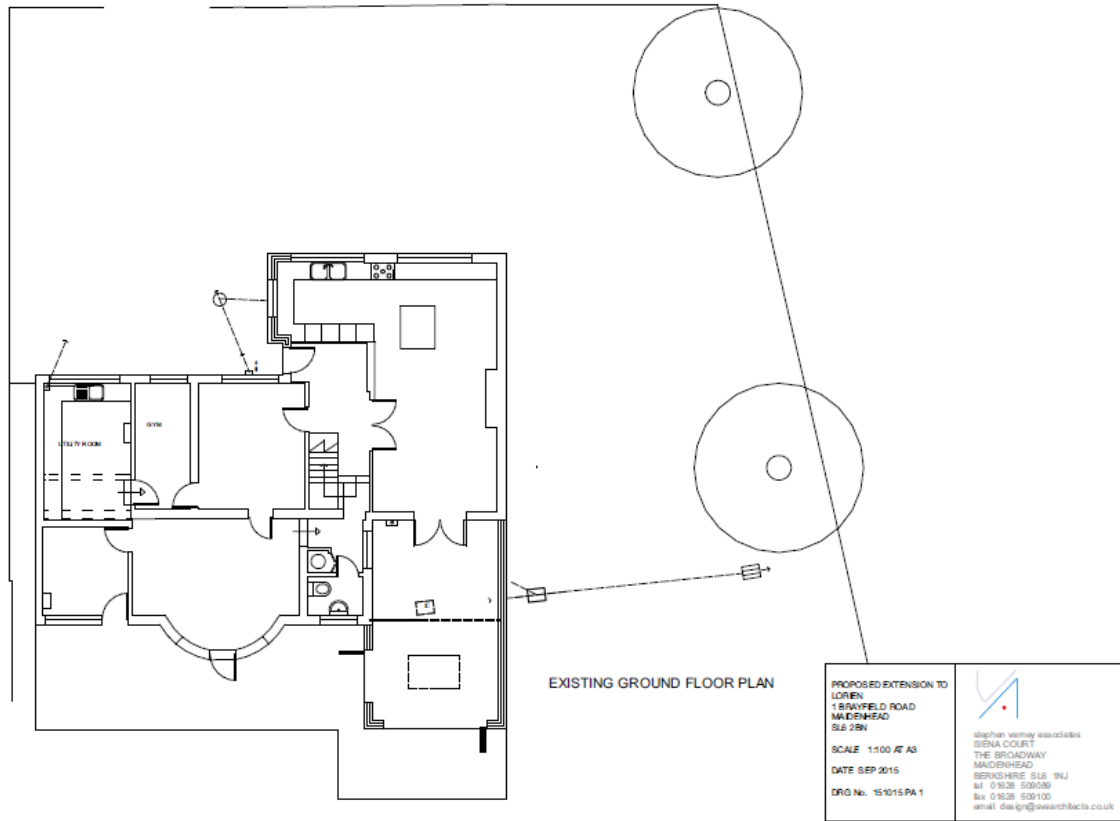 UTILITY ROOM
GYM
EXISTING GROUND FLOOR PLAN
PROPOSED EXTENSION TO
LORIEN
1 BRAYFIELD ROAD
MAIDENHEAD
SL6 2BN
SCALE 1:100 AT A3
DATE SEP 2015
DRG No. 151015 PA 1
stephen varney associates
SIENA COURT
THE BROADWAY
MAIDENHEAD
BERKSHIRE SL6 1NJ
tel 01628 509089
fax 01628 509100
email design@svaarchitects.co.uk